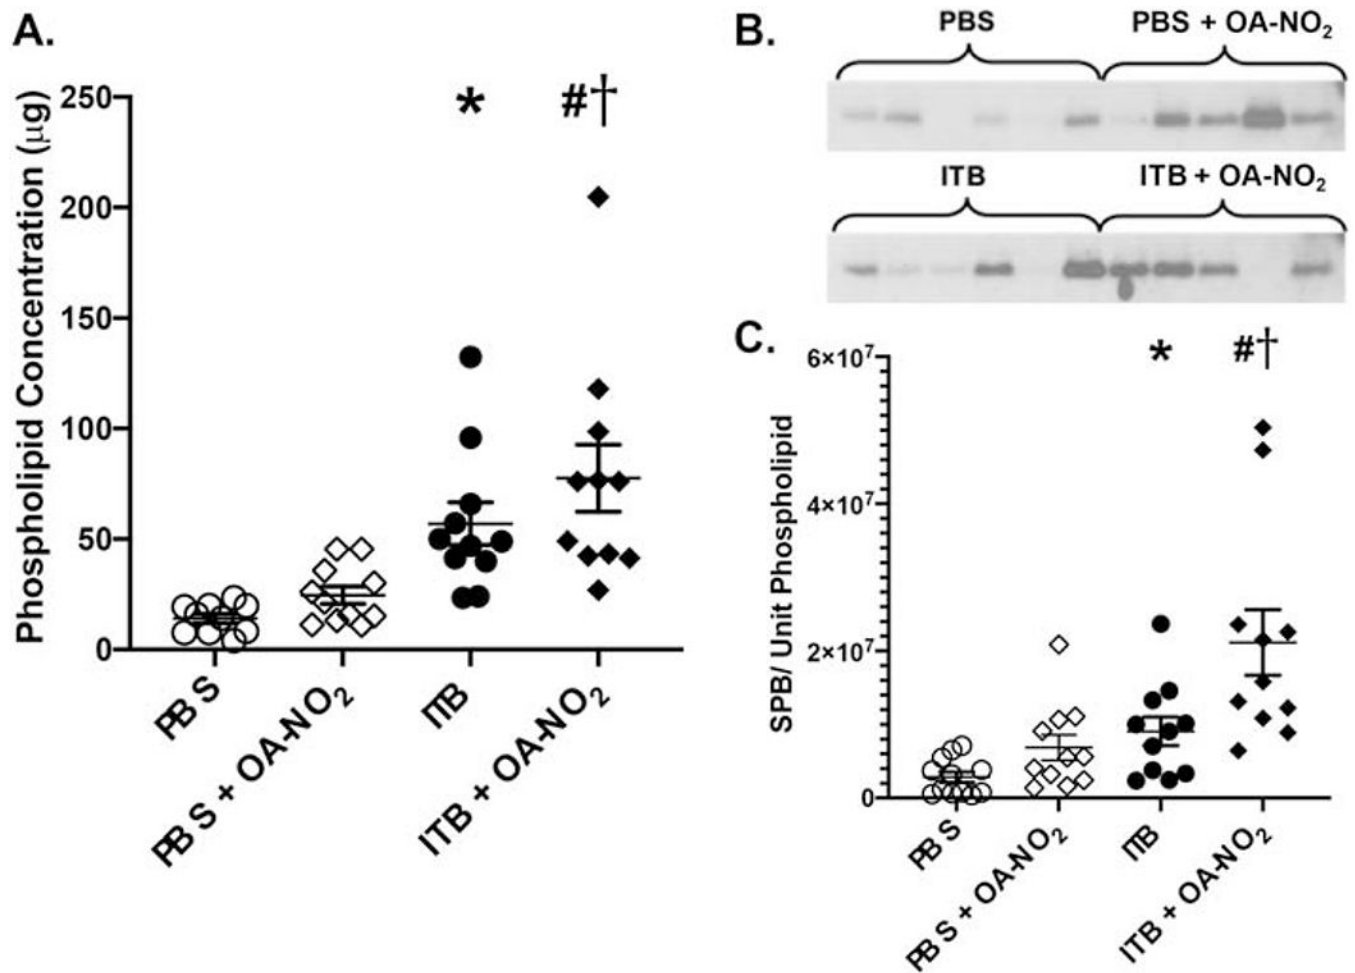 A.
Phospholipid Concentration (μg)
250
200
150
100
50
0
*
#†
PBS
PBS + OA-NO₂
ITB
ITB + OA-NO₂
B.
PBS
PBS + OA-NO₂
ITB
ITB + OA-NO₂
C.
SPB/ Unit Phospholipid
6×10⁷
4×10⁷
2×10⁷
0
*
#†
PBS
PBS + OA-NO₂
ITB
ITB + OA-NO₂